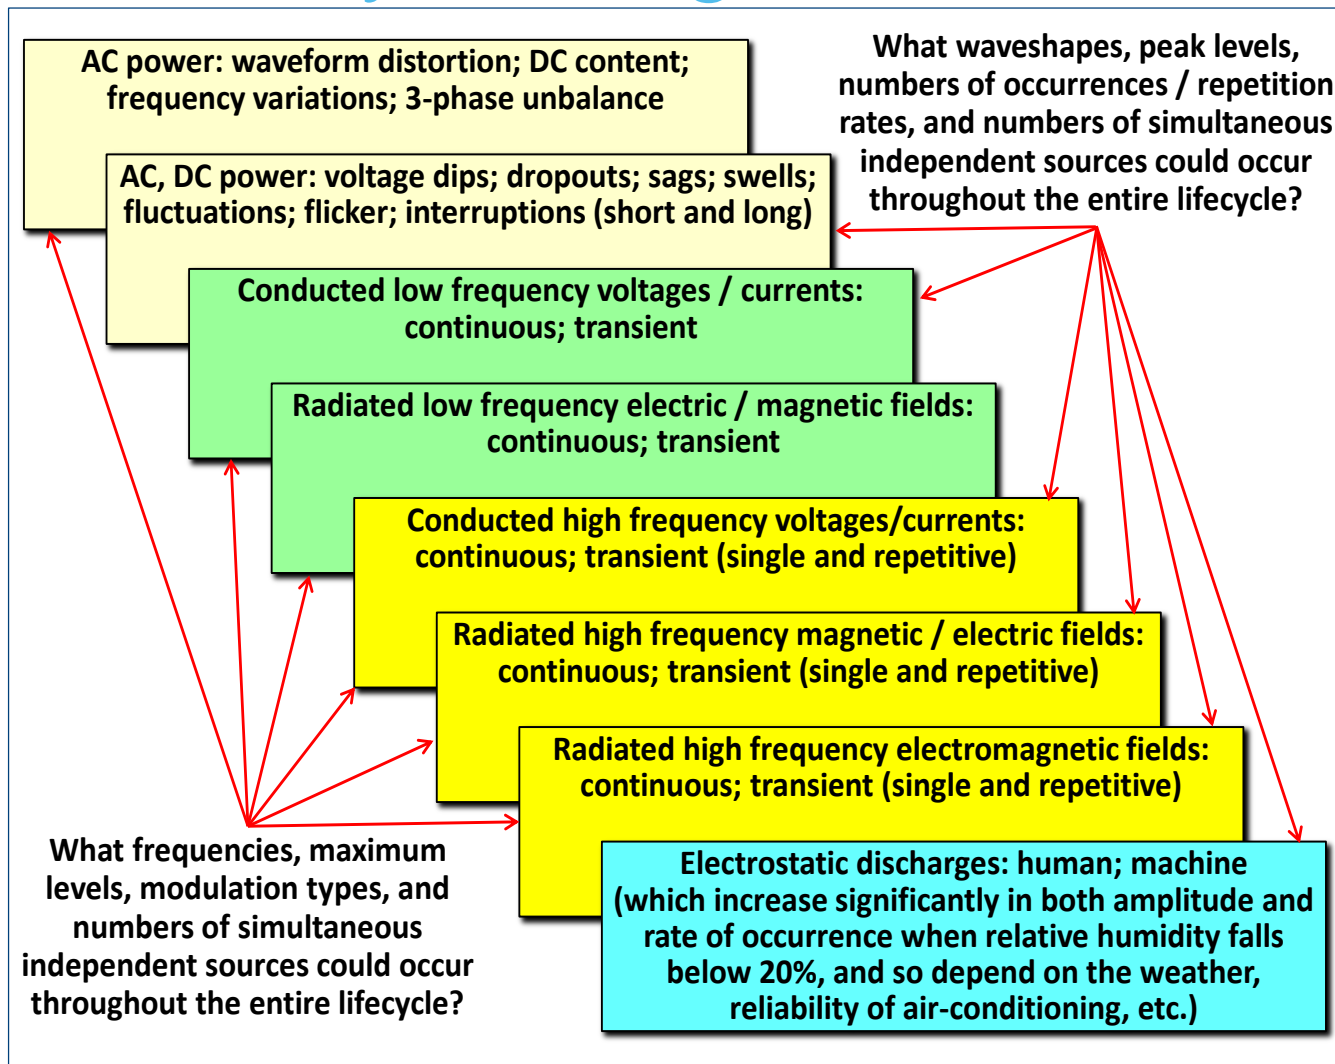 AC power: waveform distortion; DC content;
frequency variations; 3-phase unbalance
What waveshapes, peak levels,
numbers of occurrences / repetition
rates, and numbers of simultaneous
independent sources could occur
throughout the entire lifecycle?
AC, DC power: voltage dips; dropouts; sags; swells;
fluctuations; flicker; interruptions (short and long)
Conducted low frequency voltages / currents:
continuous; transient
Radiated low frequency electric / magnetic fields:
continuous; transient
Conducted high frequency voltages/currents:
continuous; transient (single and repetitive)
Radiated high frequency magnetic / electric fields:
continuous; transient (single and repetitive)
Radiated high frequency electromagnetic fields:
continuous; transient (single and repetitive)
What frequencies, maximum
levels, modulation types, and
numbers of simultaneous
independent sources could occur
throughout the entire lifecycle?
Electrostatic discharges: human; machine
(which increase significantly in both amplitude and
rate of occurrence when relative humidity falls
below 20%, and so depend on the weather,
reliability of air-conditioning, etc.)